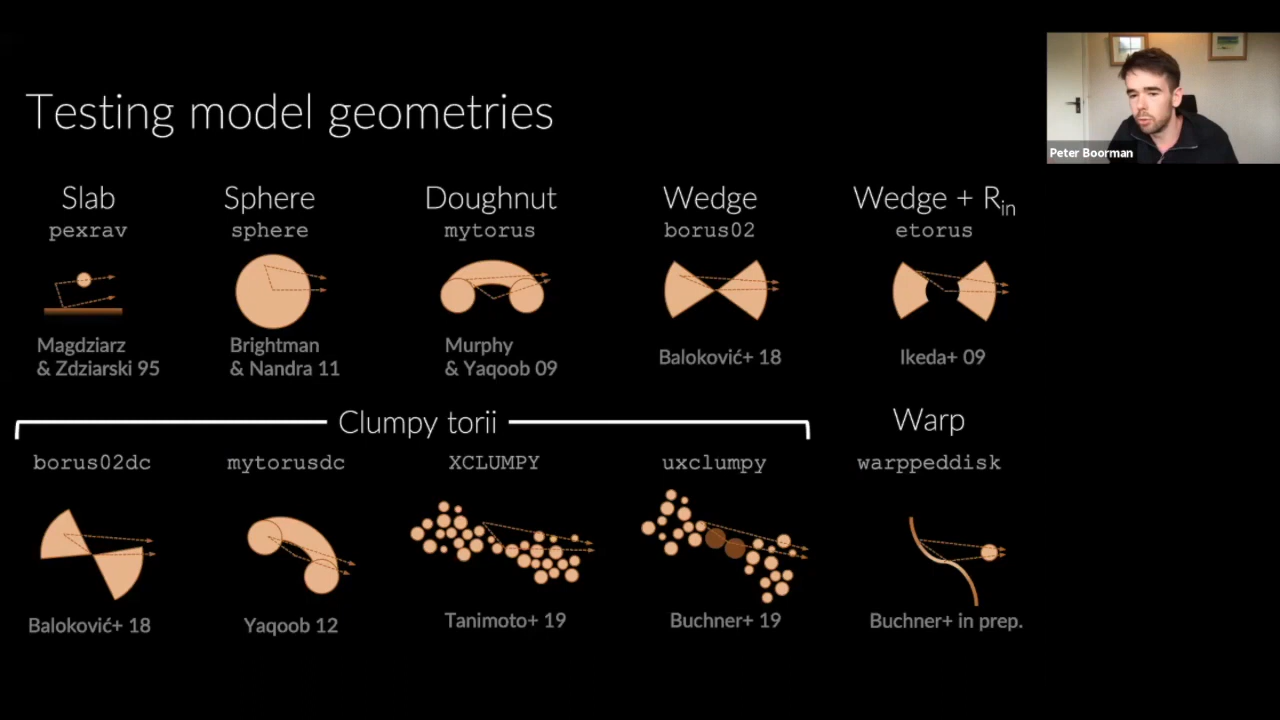 Testing model geometries
Peter Boorman
Slab
pexrav
Magdziarz
& Zdziarski 95
Sphere
sphere
Brightman
& Nandra 11
Doughnut
mytorus
Murphy
& Yaqoob 09
Wedge
borus02
Baloković+ 18
Wedge + Rin
etorus
Ikeda+ 09
Clumpy torii
borus02dc
Baloković+ 18
mytorusdc
Yaqoob 12
XCLUMPY
Tanimoto+ 19
uxclumpy
Buchner+ 19
Warp
warppeddisk
Buchner+ in prep.